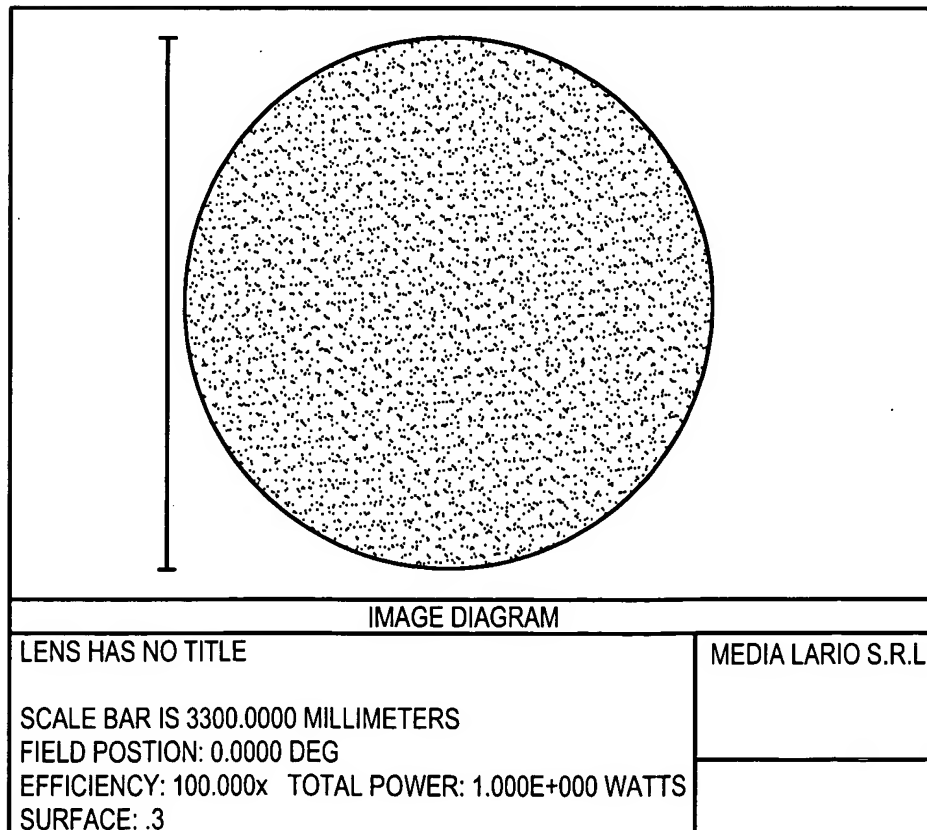 IMAGE DIAGRAM
LENS HAS NO TITLE
MEDIA LARIO S.R.L
SCALE BAR IS 3300.0000 MILLIMETERS
FIELD POSTION: 0.0000 DEG
EFFICIENCY: 100.000x TOTAL POWER: 1.000E+000 WATTS
SURFACE: .3